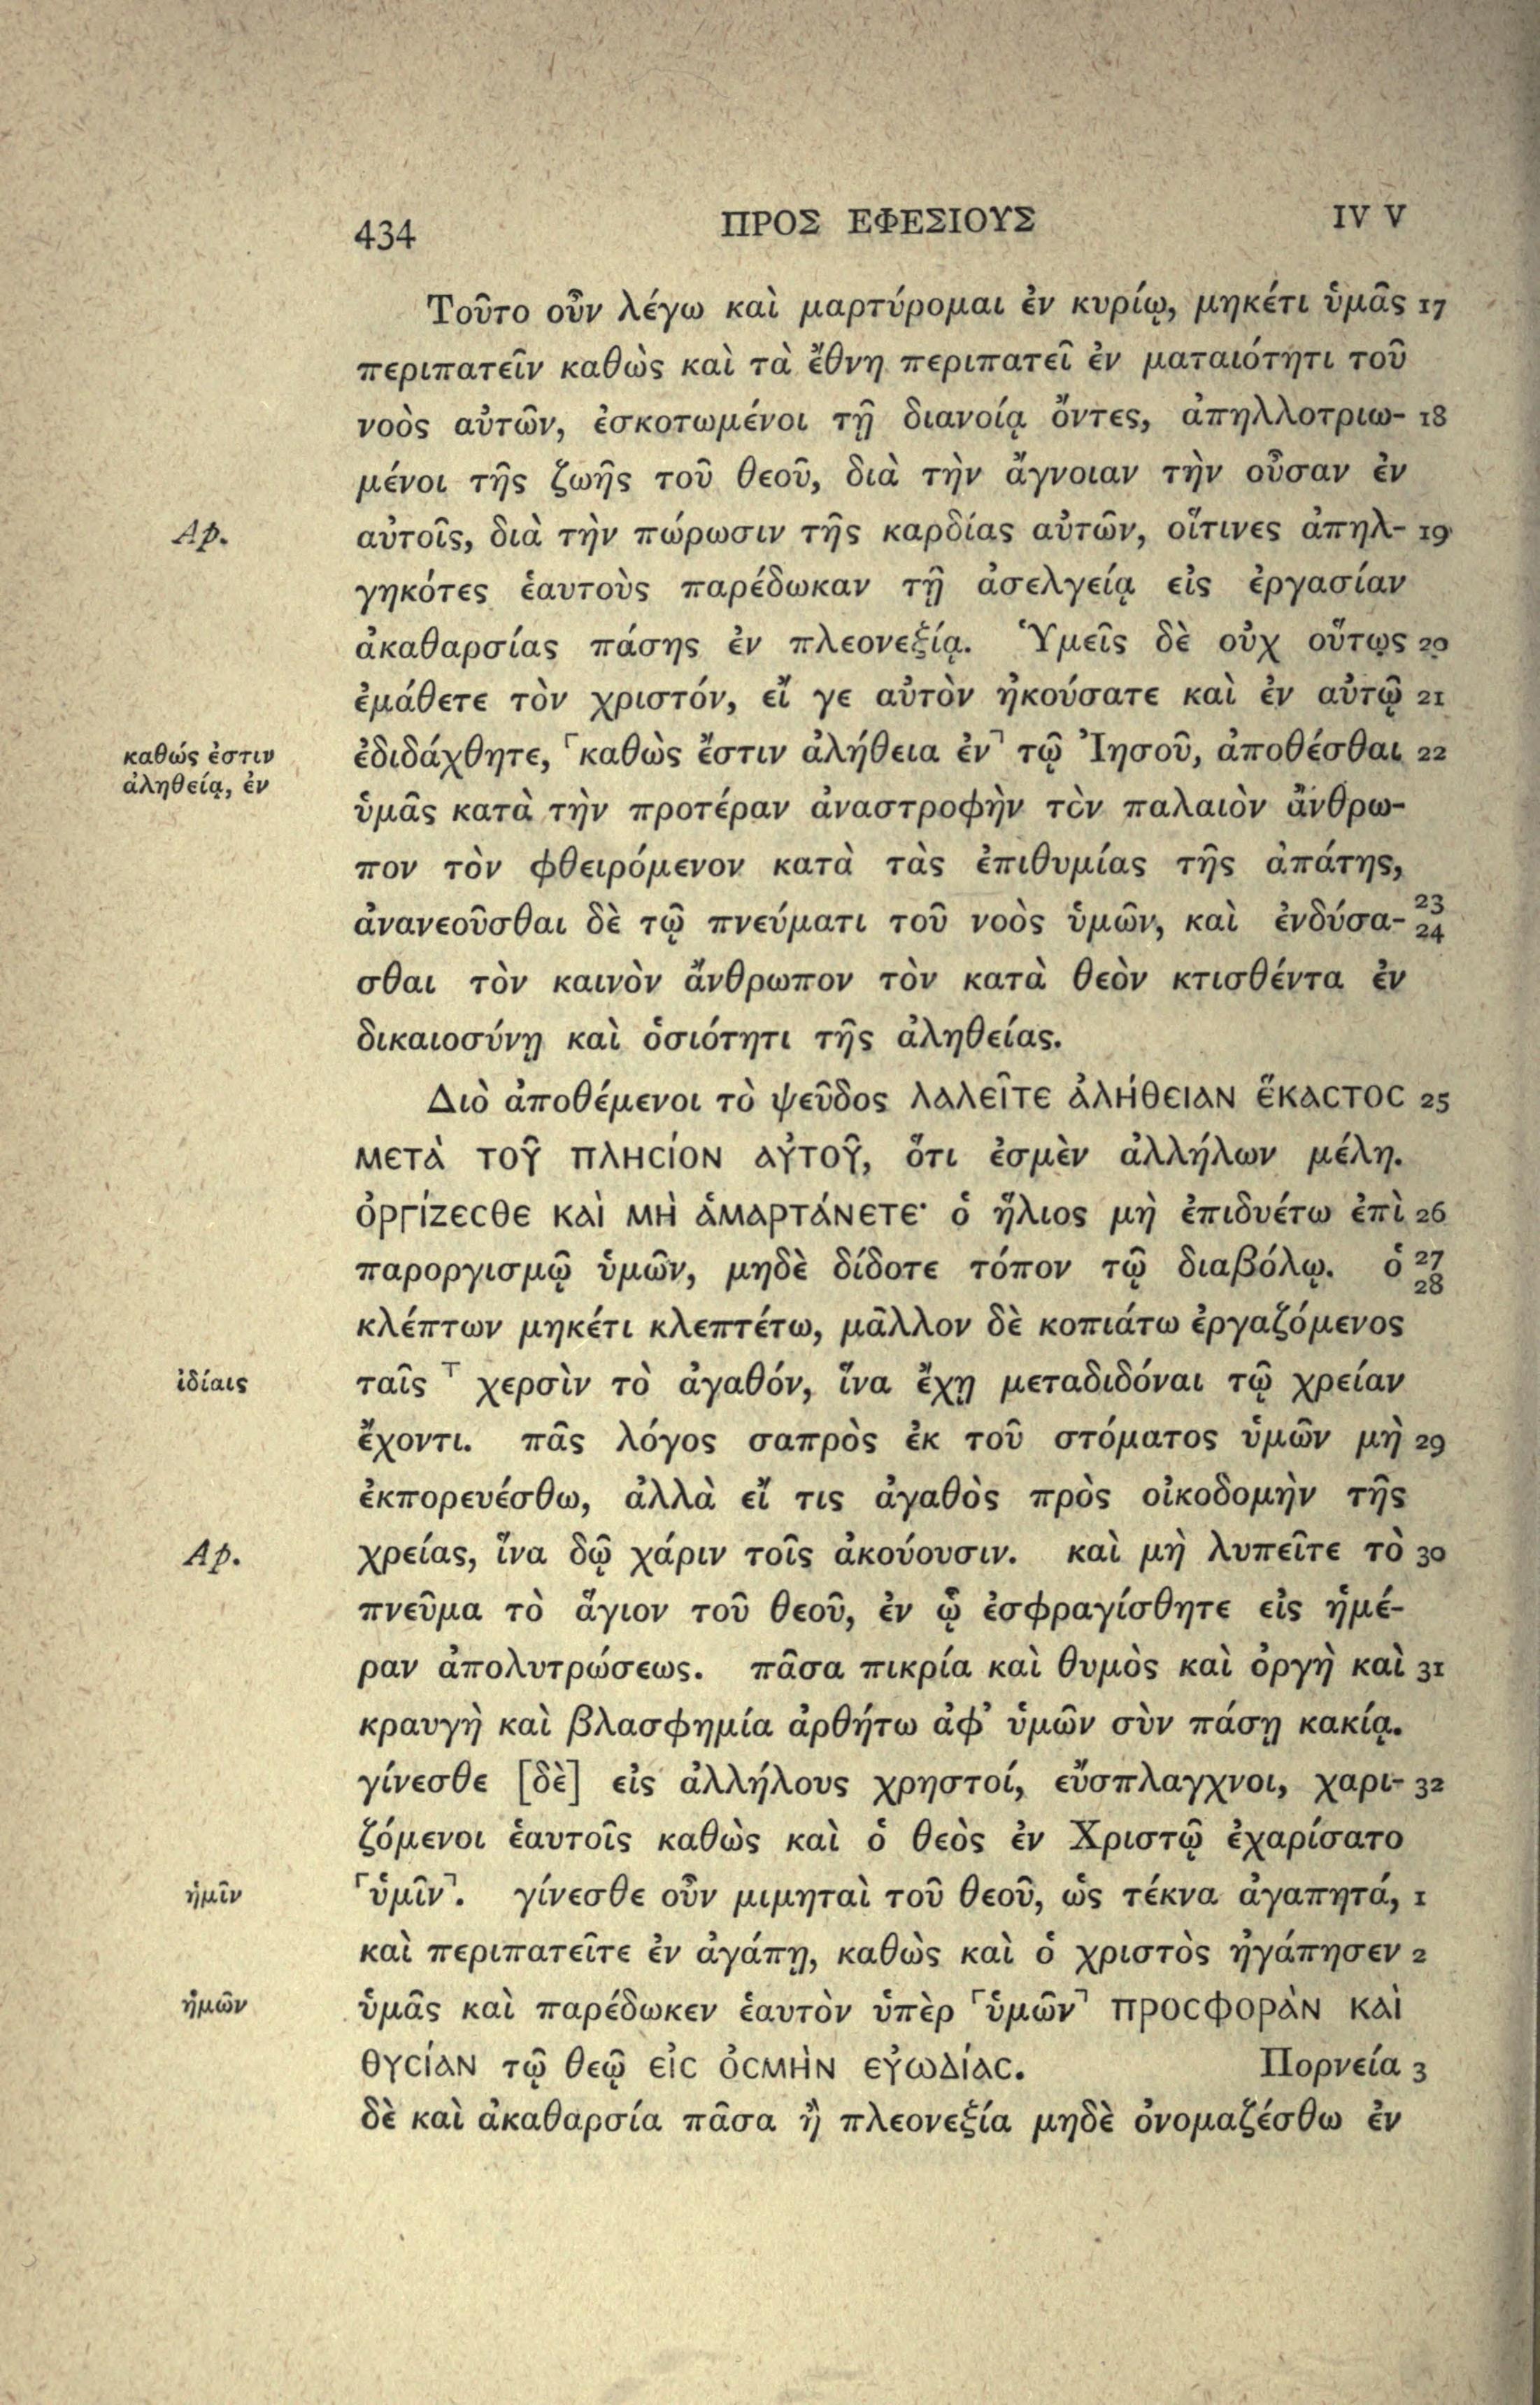 434 ΠΡΟΣ ΕΦΕΣΙΟΥΣ IV V
Τοῦτο οὖν λέγω καὶ μαρτύρομαι ἐν κυρίῳ, μηκέτι ὑμᾶς 17
περιπατεῖν καθὼς καὶ τὰ ἔθνη περιπατεῖ ἐν ματαιότητι τοῦ
νοὸς αὐτῶν, ἐσκοτωμένοι τῇ διανοίᾳ ὄντες, ἀπηλλοτριω- 18
μένοι τῆς ζωῆς τοῦ θεοῦ, διὰ τὴν ἄγνοιαν τὴν οὖσαν ἐν
Ap. αὐτοῖς, διὰ τὴν πώρωσιν τῆς καρδίας αὐτῶν, οἵτινες ἀπηλ- 19
γηκότες ἑαυτοὺς παρέδωκαν τῇ ἀσελγείᾳ εἰς ἐργασίαν
ἀκαθαρσίας πάσης ἐν πλεονεξίᾳ. Ὑμεῖς δὲ οὐχ οὕτως 20
ἐμάθετε τὸν χριστόν, εἴ γε αὐτὸν ἠκούσατε καὶ ἐν αὐτῷ 21
καθώς ἐστιν ἐδιδάχθητε, ⸀καθὼς ἔστιν ἀλήθεια ἐν⸃ τῷ Ἰησοῦ, ἀποθέσθαι 22
ἀληθείᾳ, ἐν
ὑμᾶς κατὰ τὴν προτέραν ἀναστροφὴν τὸν παλαιὸν ἄνθρω-
πον τὸν φθειρόμενον κατὰ τὰς ἐπιθυμίας τῆς ἀπάτης,
ἀνανεοῦσθαι δὲ τῷ πνεύματι τοῦ νοὸς ὑμῶν, καὶ ἐνδύσα- 23 24
σθαι τὸν καινὸν ἄνθρωπον τὸν κατὰ θεὸν κτισθέντα ἐν
δικαιοσύνῃ καὶ ὁσιότητι τῆς ἀληθείας.
Διὸ ἀποθέμενοι τὸ ψεῦδος λαλεῖτε ἀλήθειαν ἕκαστος 25
μετὰ τοῦ πλησίον αὐτοῦ, ὅτι ἐσμὲν ἀλλήλων μέλη.
ὀργίζεσθε καὶ μὴ ἁμαρτάνετε· ὁ ἥλιος μὴ ἐπιδυέτω ἐπὶ 26
παροργισμῷ ὑμῶν, μηδὲ δίδοτε τόπον τῷ διαβόλῳ. ὁ 27 28
κλέπτων μηκέτι κλεπτέτω, μᾶλλον δὲ κοπιάτω ἐργαζόμενος
ἰδίαις ταῖς ⸆ χερσὶν τὸ ἀγαθόν, ἵνα ἔχῃ μεταδιδόναι τῷ χρείαν
ἔχοντι. πᾶς λόγος σαπρὸς ἐκ τοῦ στόματος ὑμῶν μὴ 29
ἐκπορευέσθω, ἀλλὰ εἴ τις ἀγαθὸς πρὸς οἰκοδομὴν τῆς
Ap. χρείας, ἵνα δῷ χάριν τοῖς ἀκούουσιν. καὶ μὴ λυπεῖτε τὸ 30
πνεῦμα τὸ ἅγιον τοῦ θεοῦ, ἐν ᾧ ἐσφραγίσθητε εἰς ἡμέ-
ραν ἀπολυτρώσεως. πᾶσα πικρία καὶ θυμὸς καὶ ὀργὴ καὶ 31
κραυγὴ καὶ βλασφημία ἀρθήτω ἀφ᾽ ὑμῶν σὺν πάσῃ κακίᾳ.
γίνεσθε [δὲ] εἰς ἀλλήλους χρηστοί, εὔσπλαγχνοι, χαρι- 32
ζόμενοι ἑαυτοῖς καθὼς καὶ ὁ θεὸς ἐν Χριστῷ ἐχαρίσατο
ἡμῖν ⸀ὑμῖν⸃. γίνεσθε οὖν μιμηταὶ τοῦ θεοῦ, ὡς τέκνα ἀγαπητά, 1
καὶ περιπατεῖτε ἐν ἀγάπῃ, καθὼς καὶ ὁ χριστὸς ἠγάπησεν 2
ἡμῶν ὑμᾶς καὶ παρέδωκεν ἑαυτὸν ὑπὲρ ⸀ὑμῶν⸃ προσφορὰν καὶ
θυσίαν τῷ θεῷ εἰς ὀσμὴν εὐωδίας. Πορνεία 3
δὲ καὶ ἀκαθαρσία πᾶσα ἢ πλεονεξία μηδὲ ὀνομαζέσθω ἐν